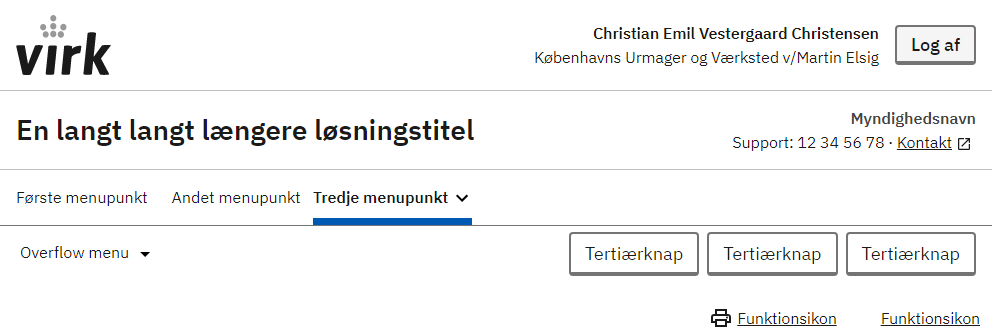 virk
Christian Emil Vestergaard Christensen
Københavns Urmager og Værksted v/Martin Elsig
Log af
En langt langt længere løsningstitel
Myndighedsnavn
Support: 12 34 56 78 · Kontakt
Første menupunkt Andet menupunkt Tredje menupunkt
Overflow menu Tertiærknap Tertiærknap Tertiærknap
Funktionsikon Funktionsikon